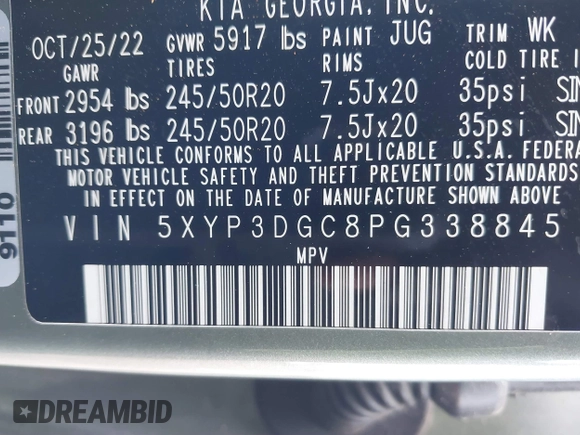 KIA GEORGIA, INC.
OCT/25/22 GVWR 5917 lbs PAINT JUG TRIM WK
GAWR TIRES RIMS COLD TIRE
FRONT 2954 lbs 245/50R20 7.5Jx20 35psi SIN
REAR 3196 lbs 245/50R20 7.5Jx20 35psi SIN
THIS VEHICLE CONFORMS TO ALL APPLICABLE U.S.A. FEDERA
MOTOR VEHICLE SAFETY AND THEFT PREVENTION STANDARDS
IN EFFECT ON THE DATE OF MANUFACTURE SHOWN ABOVE
VIN 5XYP3DGC8PG338845
MPV
9110
DREAMBID